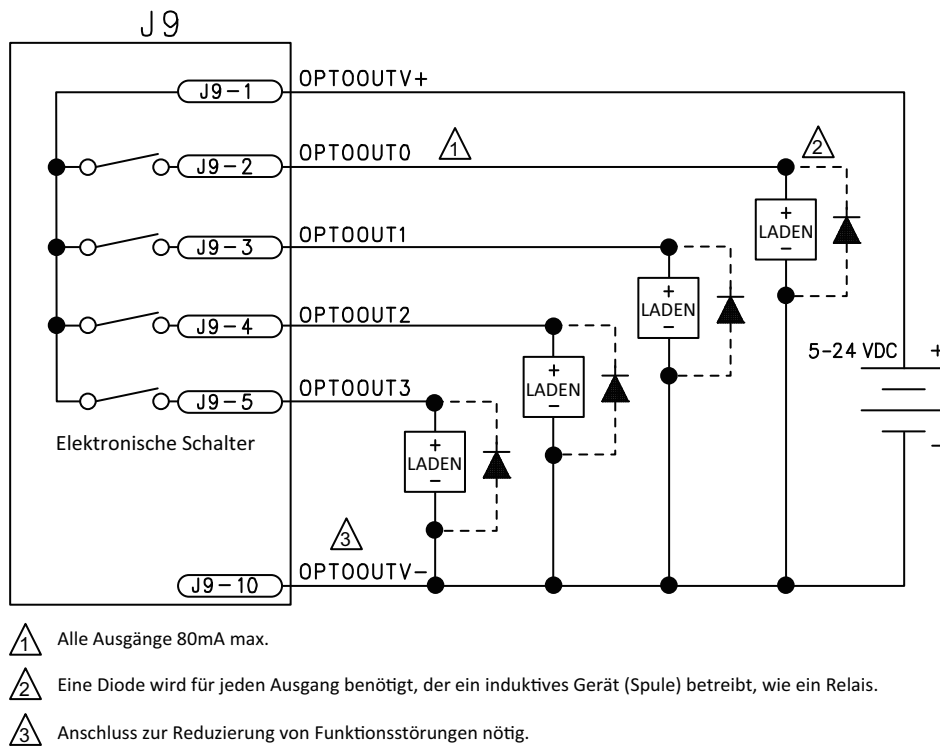 J9
J9-1 OPTOOUTV+
J9-2 OPTOOUT0 1 2
J9-3 OPTOOUT1
J9-4 OPTOOUT2
J9-5 OPTOOUT3
+
LADEN
−
+
LADEN
−
+
LADEN
−
+
LADEN
−
5-24 VDC +
−
Elektronische Schalter
3
J9-10 OPTOOUTV-
1 Alle Ausgänge 80mA max.
2 Eine Diode wird für jeden Ausgang benötigt, der ein induktives Gerät (Spule) betreibt, wie ein Relais.
3 Anschluss zur Reduzierung von Funktionsstörungen nötig.